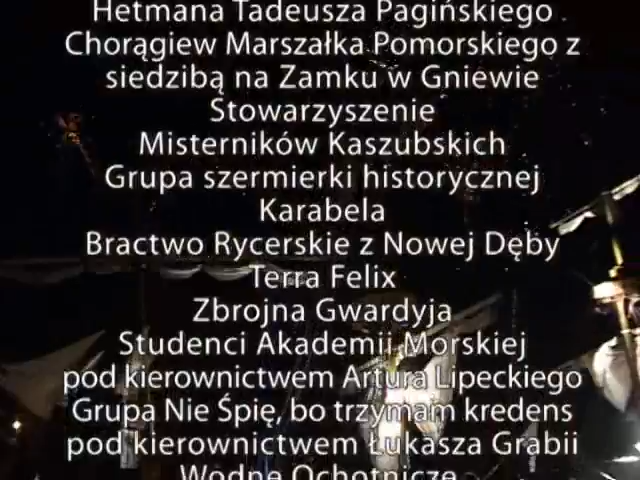 Hetmana Tadeusza Pagińskiego
Chorągiew Marszałka Pomorskiego z
siedzibą na Zamku w Gniewie
Stowarzyszenie
Misterników Kaszubskich
Grupa szermierki historycznej
Karabela
Bractwo Rycerskie z Nowej Dęby
Terra Felix
Zbrojna Gwardyja
Studenci Akademii Morskiej
pod kierownictwem Artura Lipeckiego
Grupa Nie Śpię, bo trzymam kredens
pod kierownictwem Łukasza Grabii
Wodne Ochotnicze